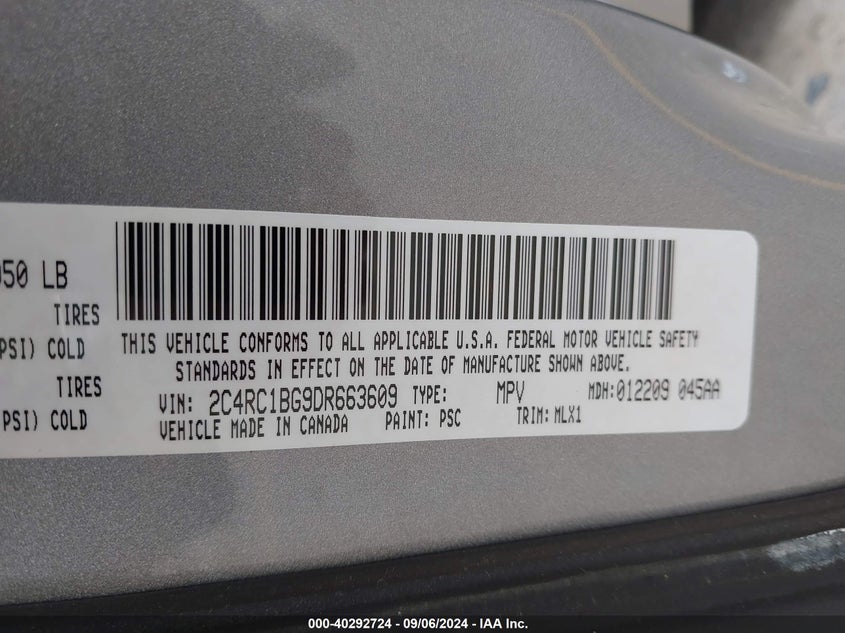 050 LB
TIRES
PSI) COLD
TIRES
PSI) COLD
THIS VEHICLE CONFORMS TO ALL APPLICABLE U.S.A. FEDERAL MOTOR VEHICLE SAFETY
STANDARDS IN EFFECT ON THE DATE OF MANUFACTURE SHOWN ABOVE.
VIN: 2C4RC1BG9DR663609 TYPE: MPV MDH:012209 045AA
VEHICLE MADE IN CANADA PAINT: PSC TRIM: MLX1
000-40292724 - 09/06/2024 - IAA Inc.